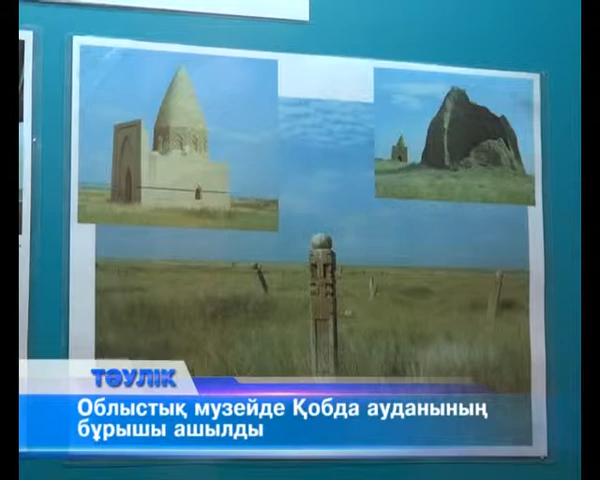 ТӘУЛІК
Облыстық музейде Қобда ауданының
бұрышы ашылды